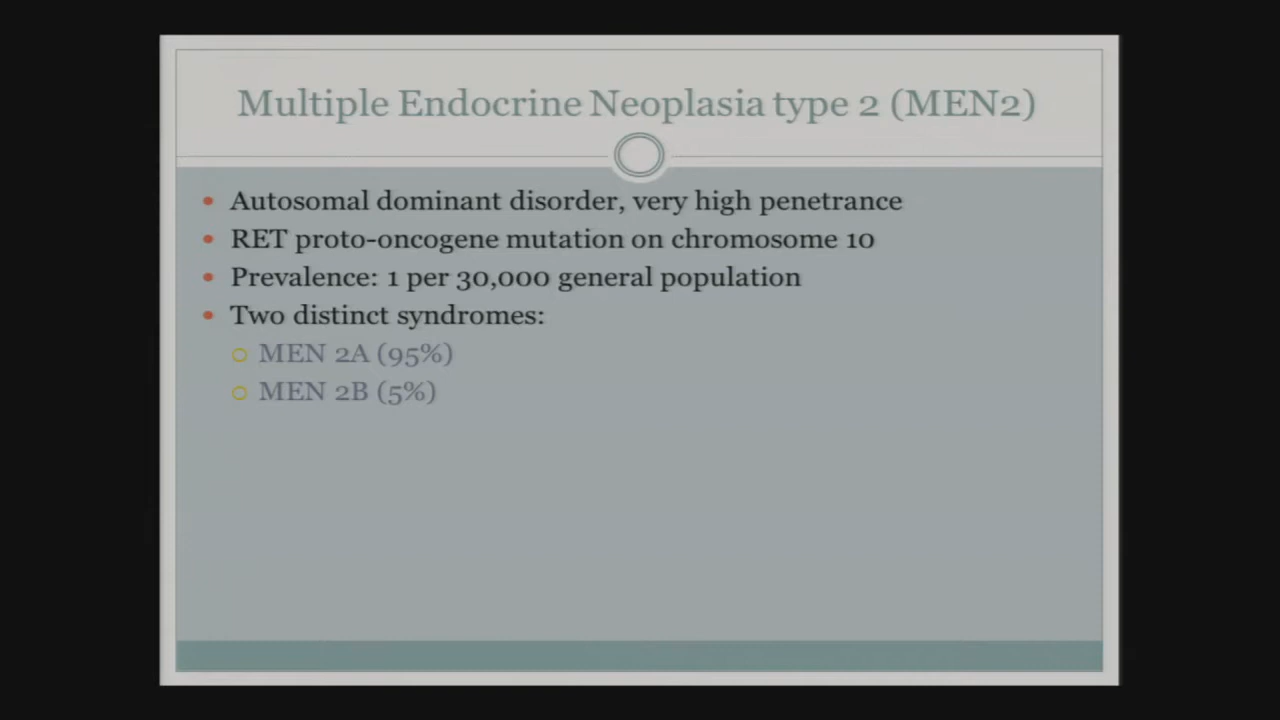 Multiple Endocrine Neoplasia type 2 (MEN2)
Autosomal dominant disorder, very high penetrance
RET proto-oncogene mutation on chromosome 10
Prevalence: 1 per 30,000 general population
Two distinct syndromes:
MEN 2A (95%)
MEN 2B (5%)